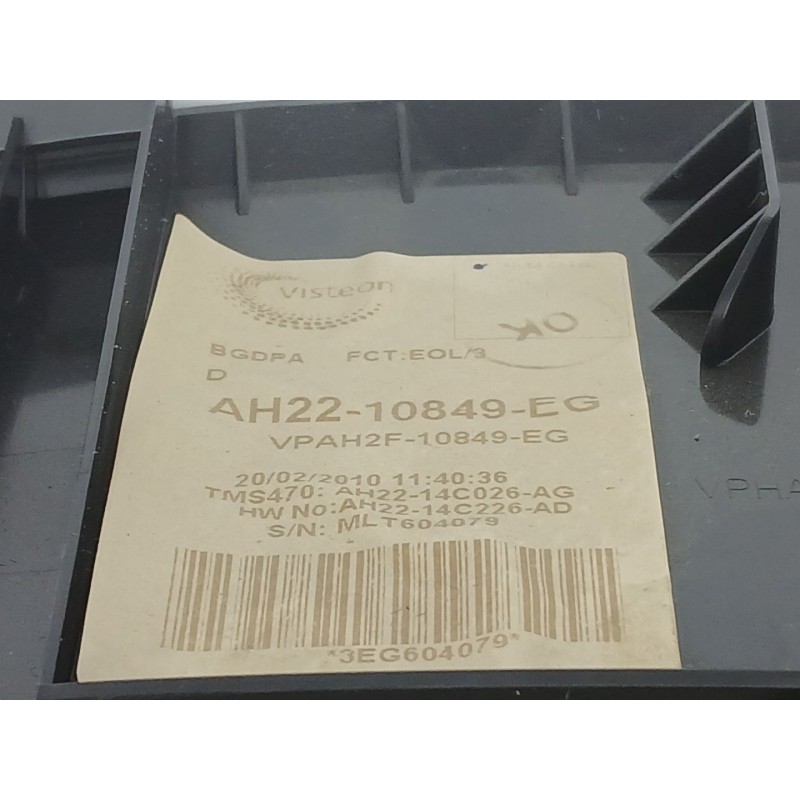 Visteon
OK
BGDPA FCT:EOL/3
D
AH22-10849-EG
VPAH2F-10849-EG
20/02/2010 11:40:36
TMS470: AH22-14C026-AG
HW No: AH22-14C226-AD
S/N: MLT604079
*3EG604079*
VPHA